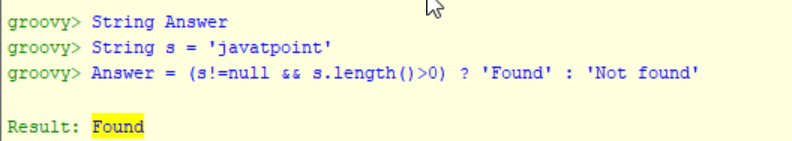 groovy> String Answer
groovy> String s = 'javatpoint'
groovy> Answer = (s!=null && s.length()>0) ? 'Found' : 'Not found'
Result: Found